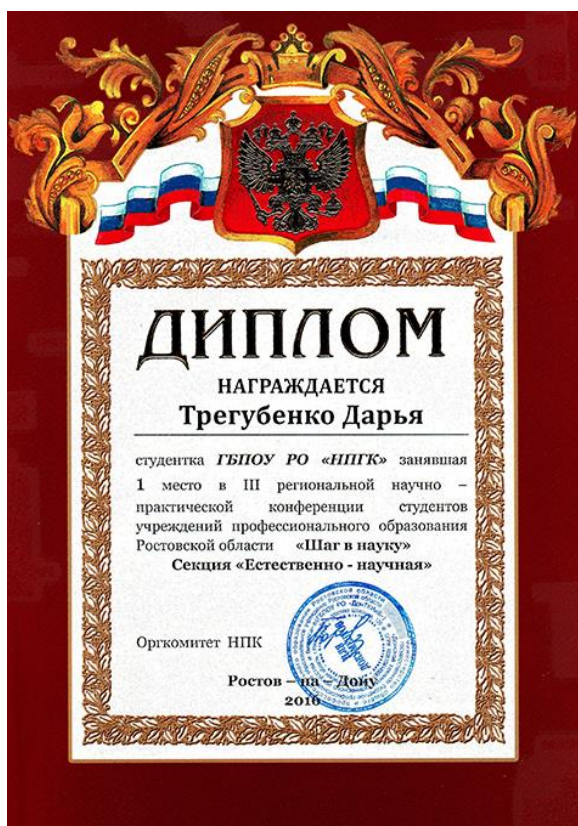 ДИПЛОМ
НАГРАЖДАЕТСЯ
Трегубенко Дарья
студентка ГБПОУ РО «НПГК» занявшая
1 место в III региональной научно –
практической конференции студентов
учреждений профессионального образования
Ростовской области «Шаг в науку»
Секция «Естественно - научная»
Оргкомитет НПК
Ростов – на – Дону
2016